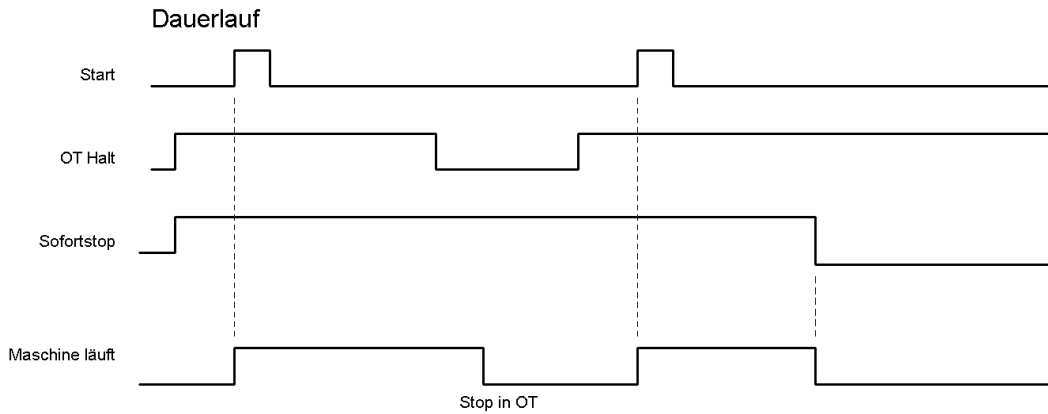 Dauerlauf
Start
OT Halt
Sofortstop
Maschine läuft
Stop in OT